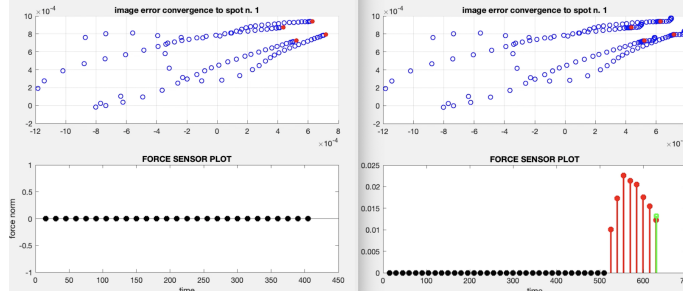 image error convergence to spot n. 1
×10⁻⁴
10
8
6
4
2
0
-2
-12 -10 -8 -6 -4 -2 0 2 4 6 8
×10⁻⁴
FORCE SENSOR PLOT
force norm
1
0.5
0
-0.5
-1
0 50 100 150 200 250 300 350 400 450
time
image error convergence to spot n. 1
×10⁻⁴
10
8
6
4
2
0
-2
-12 -10 -8 -6 -4 -2 0 2 4 6
FORCE SENSOR PLOT
0.025
0.02
0.015
0.01
0.005
0
0 100 200 300 400 500 600
time